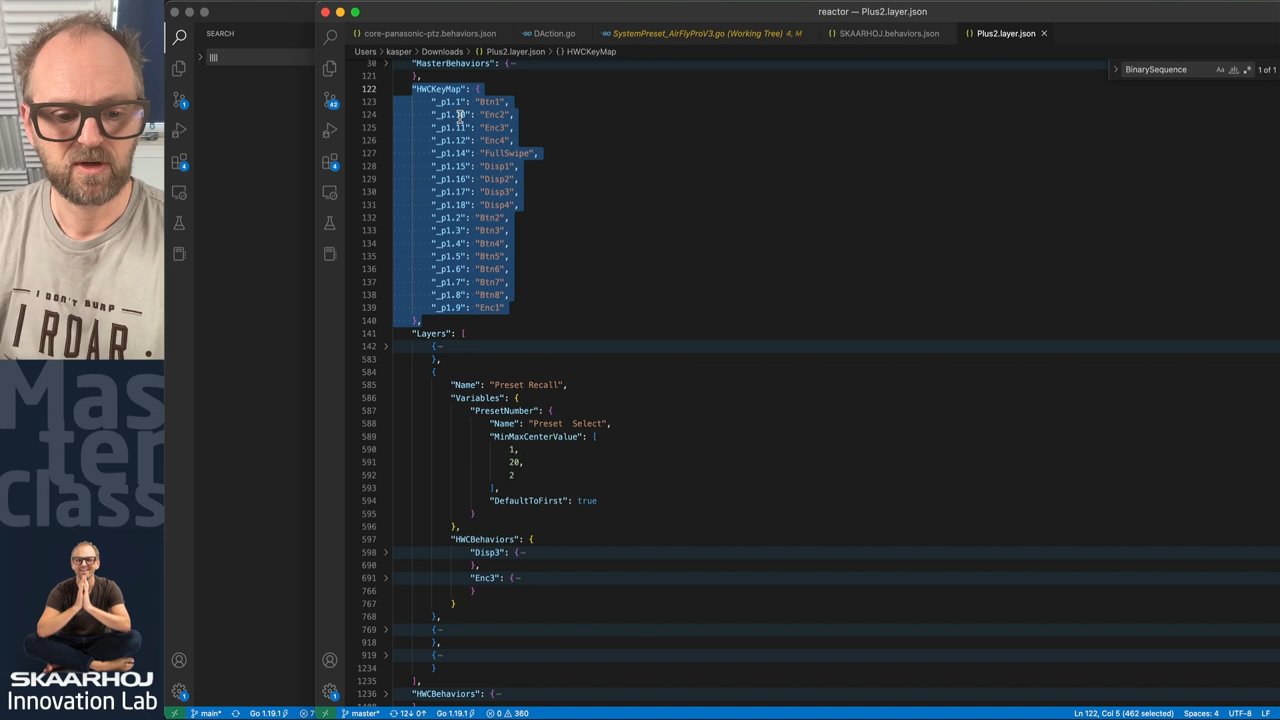 reactor — Plus2.layer.json
SEARCH
core-panasonic-ptz.behaviors.json
DAction.go
SystemPreset_AirFlyProV3.go (Working Tree) 4, M
SKAARHOJ.behaviors.json
Plus2.layer.json
Users > kasper > Downloads > {} Plus2.layer.json > {} HWCKeyMap
BinarySequence
Aa ab .*
1 of 1
30 "MasterBehaviors": {
121 },
122 "HWCKeyMap": {
123 "_p1.1": "Btn1",
124 "_p1.10": "Enc2",
125 "_p1.11": "Enc3",
126 "_p1.12": "Enc4",
127 "_p1.14": "FullSwipe",
128 "_p1.15": "Disp1",
129 "_p1.16": "Disp2",
130 "_p1.17": "Disp3",
131 "_p1.18": "Disp4",
132 "_p1.2": "Btn2",
133 "_p1.3": "Btn3",
134 "_p1.4": "Btn4",
135 "_p1.5": "Btn5",
136 "_p1.6": "Btn6",
137 "_p1.7": "Btn7",
138 "_p1.8": "Btn8",
139 "_p1.9": "Enc1"
140 },
141 "Layers": [
142 {
583 },
584 {
585 "Name": "Preset Recall",
586 "Variables": {
587 "PresetNumber": {
588 "Name": "Preset  Select",
589 "MinMaxCenterValue": [
590 1,
591 20,
592 2
593 ],
594 "DefaultToFirst": true
595 }
596 },
597 "HWCBehaviors": {
598 "Disp3": {
690 },
691 "Enc3": {
766 }
767 }
768 },
769 {
918 },
919 {
1234 }
1235 ],
1236 "HWCBehaviors": {
I DON'T BURP
I ROAR.
Mas
ter
Class
SKAARHOJ
Innovation Lab
main*
Go 1.19.1
7
master*
12↓ 0↑
Go 1.19.1
0
360
Ln 122, Col 5 (462 selected)
Spaces: 4
UTF-8
LF